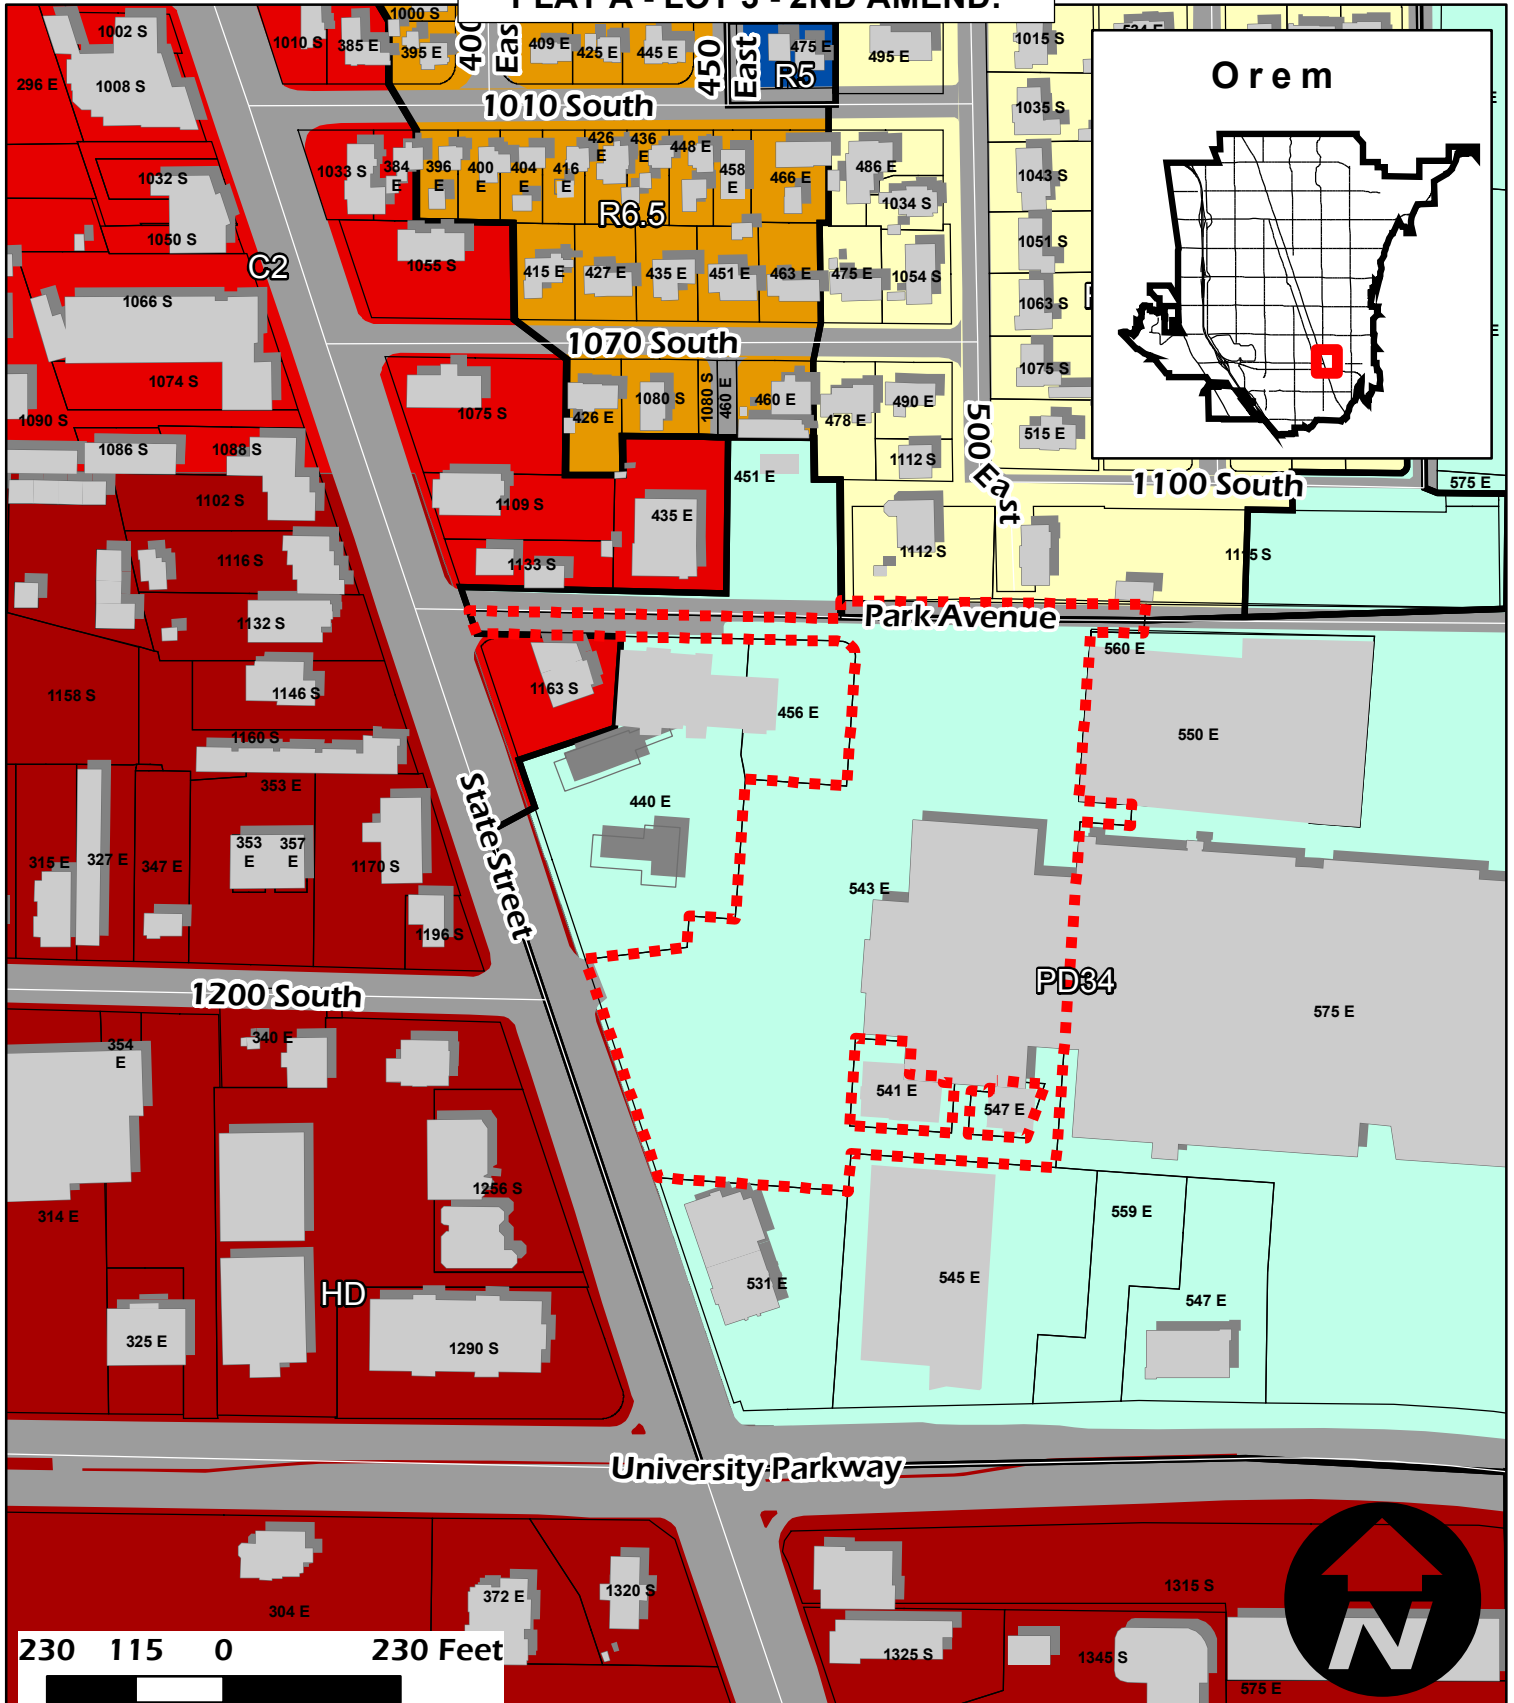 PLAT A - LOT 3 - 2ND AMEND.
1002 S
1010 S
385 E
1000 S
395 E
400
East
409 E
425 E
445 E
450
East
475 E
R5
495 E
1015 S
Orem
296 E
1008 S
1010 South
1035 S
1033 S
384 E
396 E
400 E
404 E
416 E
426 E
436 E
448 E
458 E
466 E
486 E
1032 S
1043 S
1034 S
R6.5
1050 S
C2
1055 S
415 E
427 E
435 E
451 E
463 E
475 E
1054 S
1051 S
1066 S
1063 S
1070 South
1074 S
1075 S
1075 S
426 E
1080 S
1080 S
460 E
460 E
478 E
490 E
500 East
515 E
1090 S
1086 S
1088 S
1112 S
451 E
1100 South
575 E
1102 S
1109 S
435 E
1112 S
1115 S
1116 S
1133 S
1132 S
Park Avenue
560 E
1158 S
1146 S
1163 S
456 E
550 E
1160 S
353 E
State Street
440 E
315 E
327 E
347 E
353 E
357 E
1170 S
543 E
1196 S
1200 South
PD34
575 E
354 E
340 E
541 E
547 E
314 E
1256 S
559 E
531 E
545 E
547 E
HD
325 E
1290 S
University Parkway
304 E
372 E
1320 S
1315 S
1325 S
1345 S
575 E
N
230 115 0 230 Feet